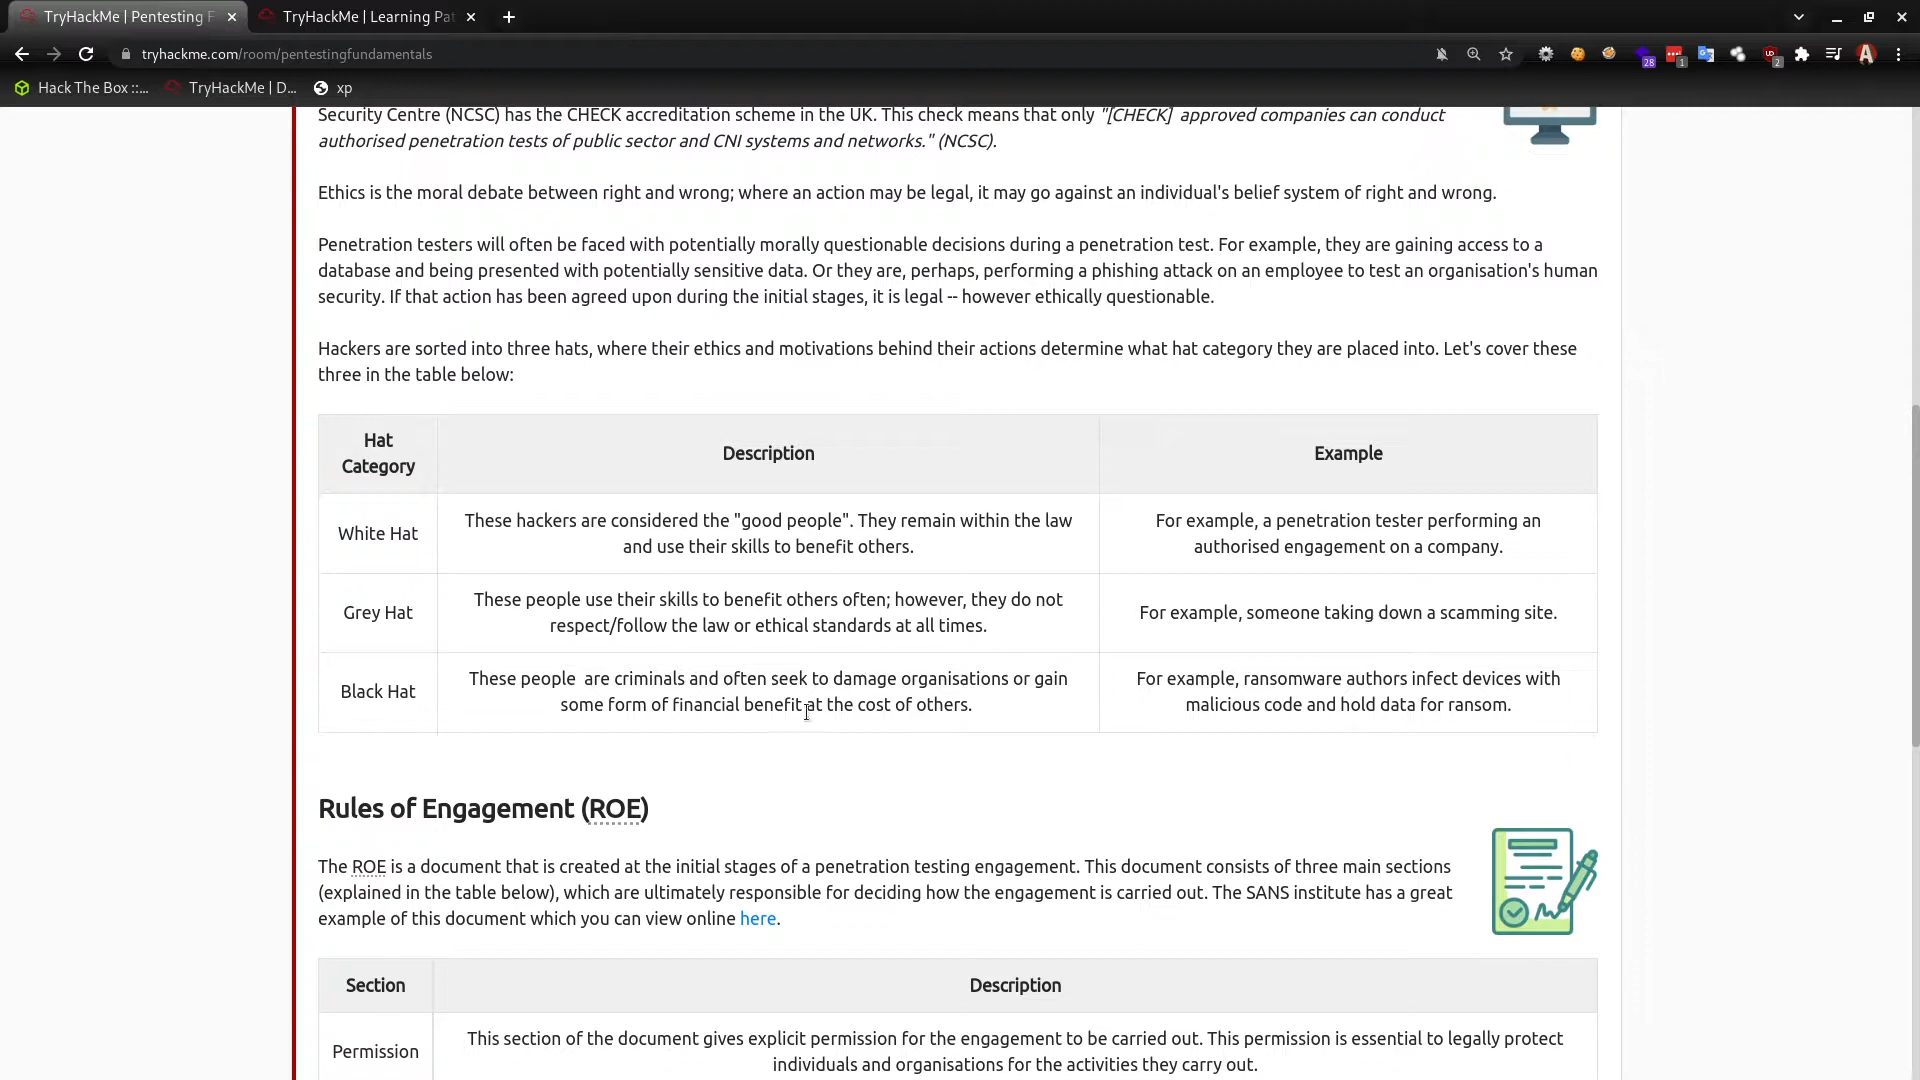 TryHackMe | Pentesting F
TryHackMe | Learning Pat
tryhackme.com/room/pentestingfundamentals
28
1
2
Hack The Box ::...
TryHackMe | D...
xp
Security Centre (NCSC) has the CHECK accreditation scheme in the UK. This check means that only "[CHECK]  approved companies can conduct
authorised penetration tests of public sector and CNI systems and networks." (NCSC).
Ethics is the moral debate between right and wrong; where an action may be legal, it may go against an individual's belief system of right and wrong.
Penetration testers will often be faced with potentially morally questionable decisions during a penetration test. For example, they are gaining access to a
database and being presented with potentially sensitive data. Or they are, perhaps, performing a phishing attack on an employee to test an organisation's human
security. If that action has been agreed upon during the initial stages, it is legal -- however ethically questionable.
Hackers are sorted into three hats, where their ethics and motivations behind their actions determine what hat category they are placed into. Let's cover these
three in the table below:
Hat
Category
Description
Example
White Hat
These hackers are considered the "good people". They remain within the law
and use their skills to benefit others.
For example, a penetration tester performing an
authorised engagement on a company.
Grey Hat
These people use their skills to benefit others often; however, they do not
respect/follow the law or ethical standards at all times.
For example, someone taking down a scamming site.
Black Hat
These people  are criminals and often seek to damage organisations or gain
some form of financial benefit at the cost of others.
For example, ransomware authors infect devices with
malicious code and hold data for ransom.
Rules of Engagement (ROE)
The ROE is a document that is created at the initial stages of a penetration testing engagement. This document consists of three main sections
(explained in the table below), which are ultimately responsible for deciding how the engagement is carried out. The SANS institute has a great
example of this document which you can view online here.
Section
Description
Permission
This section of the document gives explicit permission for the engagement to be carried out. This permission is essential to legally protect
individuals and organisations for the activities they carry out.